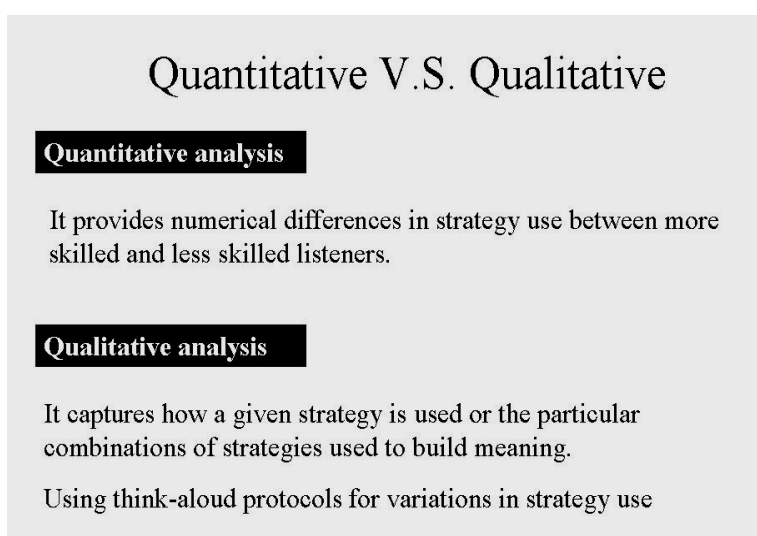 Quantitative V.S. Qualitative
Quantitative analysis
It provides numerical differences in strategy use between more
skilled and less skilled listeners.
Qualitative analysis
It captures how a given strategy is used or the particular
combinations of strategies used to build meaning.
Using think-aloud protocols for variations in strategy use